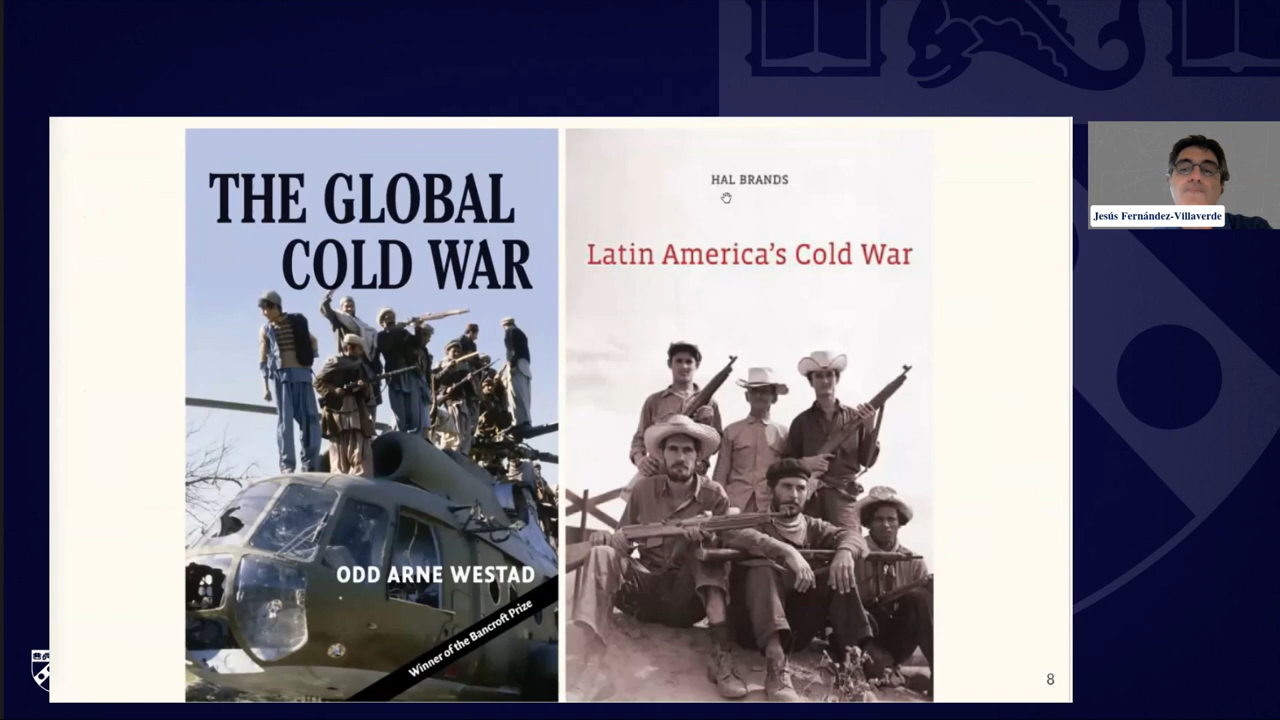 THE GLOBAL
COLD WAR
ODD ARNE WESTAD
Winner of the Bancroft Prize
HAL BRANDS
Latin America's Cold War
8
Jesús Fernández-Villaverde